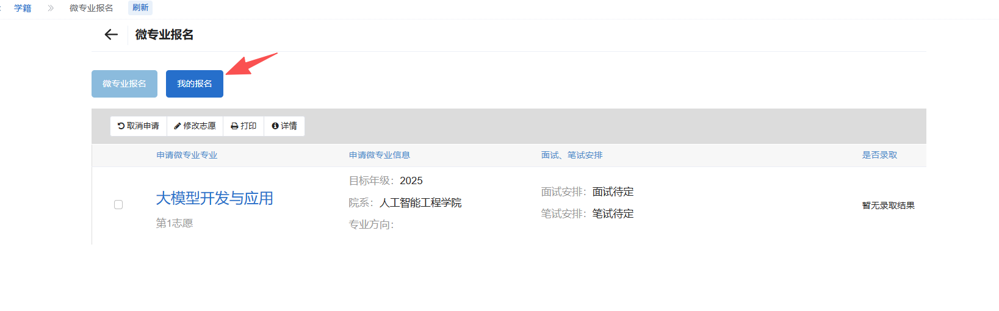 学籍 微专业报名 刷新
微专业报名
微专业报名 我的报名
取消申请 修改志愿 打印 详情
申请微专业专业 申请微专业信息 面试、笔试安排 是否录取
大模型开发与应用
第1志愿
目标年级：2025
院系：人工智能工程学院
专业方向：
面试安排：面试待定
笔试安排：笔试待定
暂无录取结果